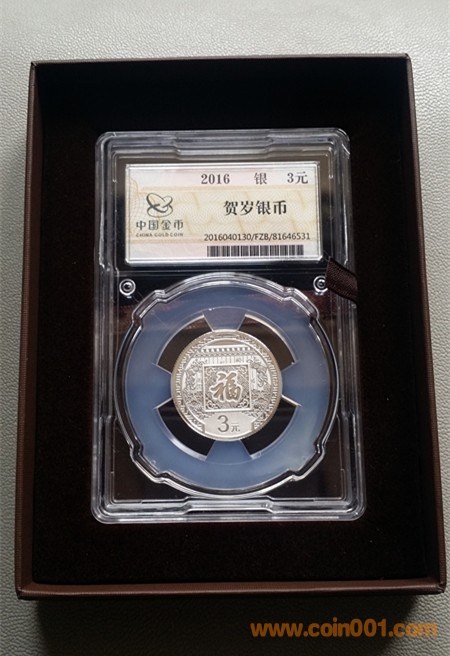 2016 银 3元
中国金币
CHINA GOLD COIN
贺岁银币
2016040130/FZB/81646531
福
3元
www.coin001.com